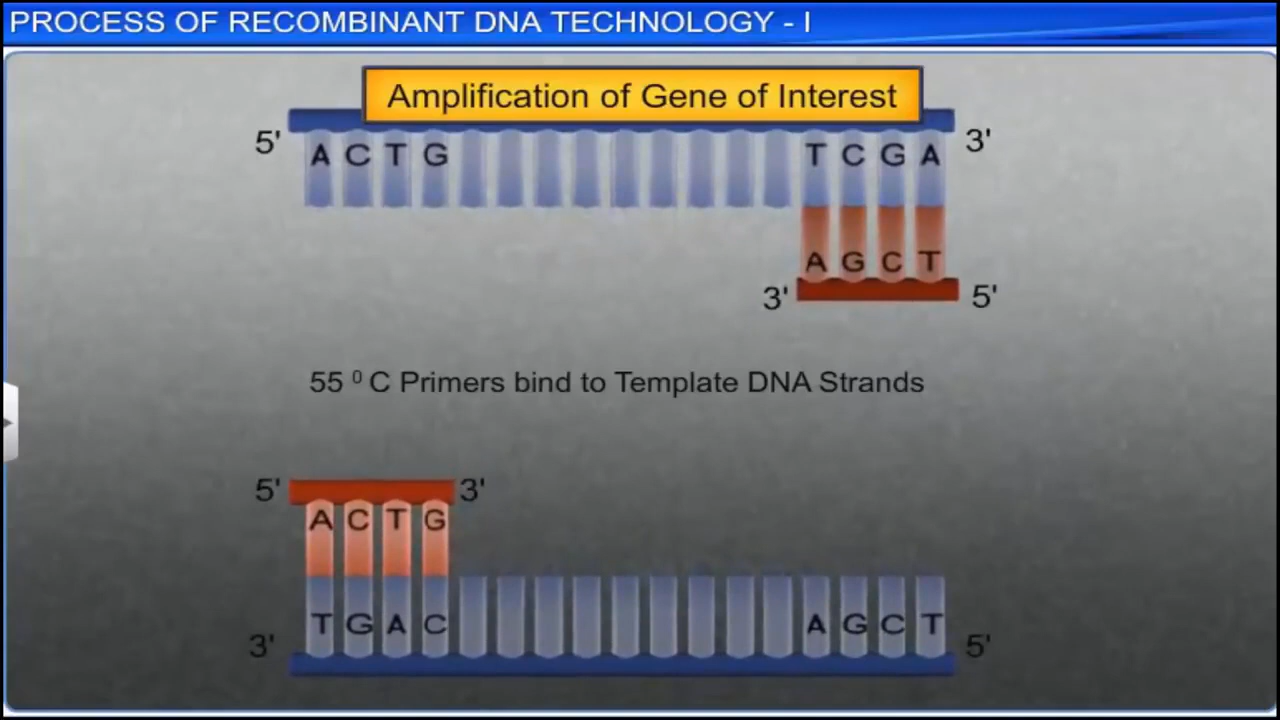 PROCESS OF RECOMBINANT DNA TECHNOLOGY - I
Amplification of Gene of Interest
5' A C T G T C G A 3'
A G C T
3' 5'
55 ⁰ C Primers bind to Template DNA Strands
5' 3'
A C T G
T G A C A G C T
3' 5'